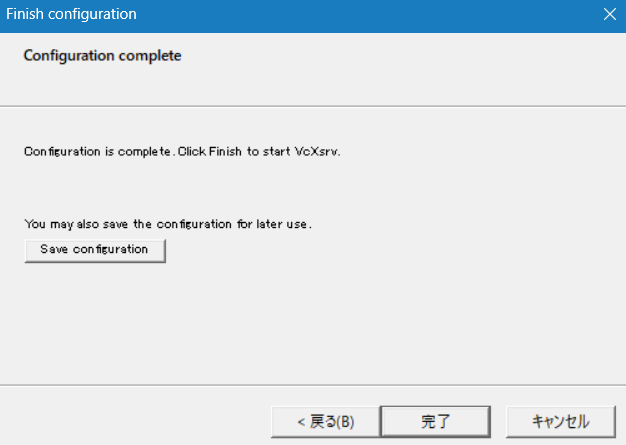 Finish configuration
Configuration complete
Configuration is complete. Click Finish to start VcXsrv.
You may also save the configuration for later use.
Save configuration
< 戻る(B)
完了
キャンセル